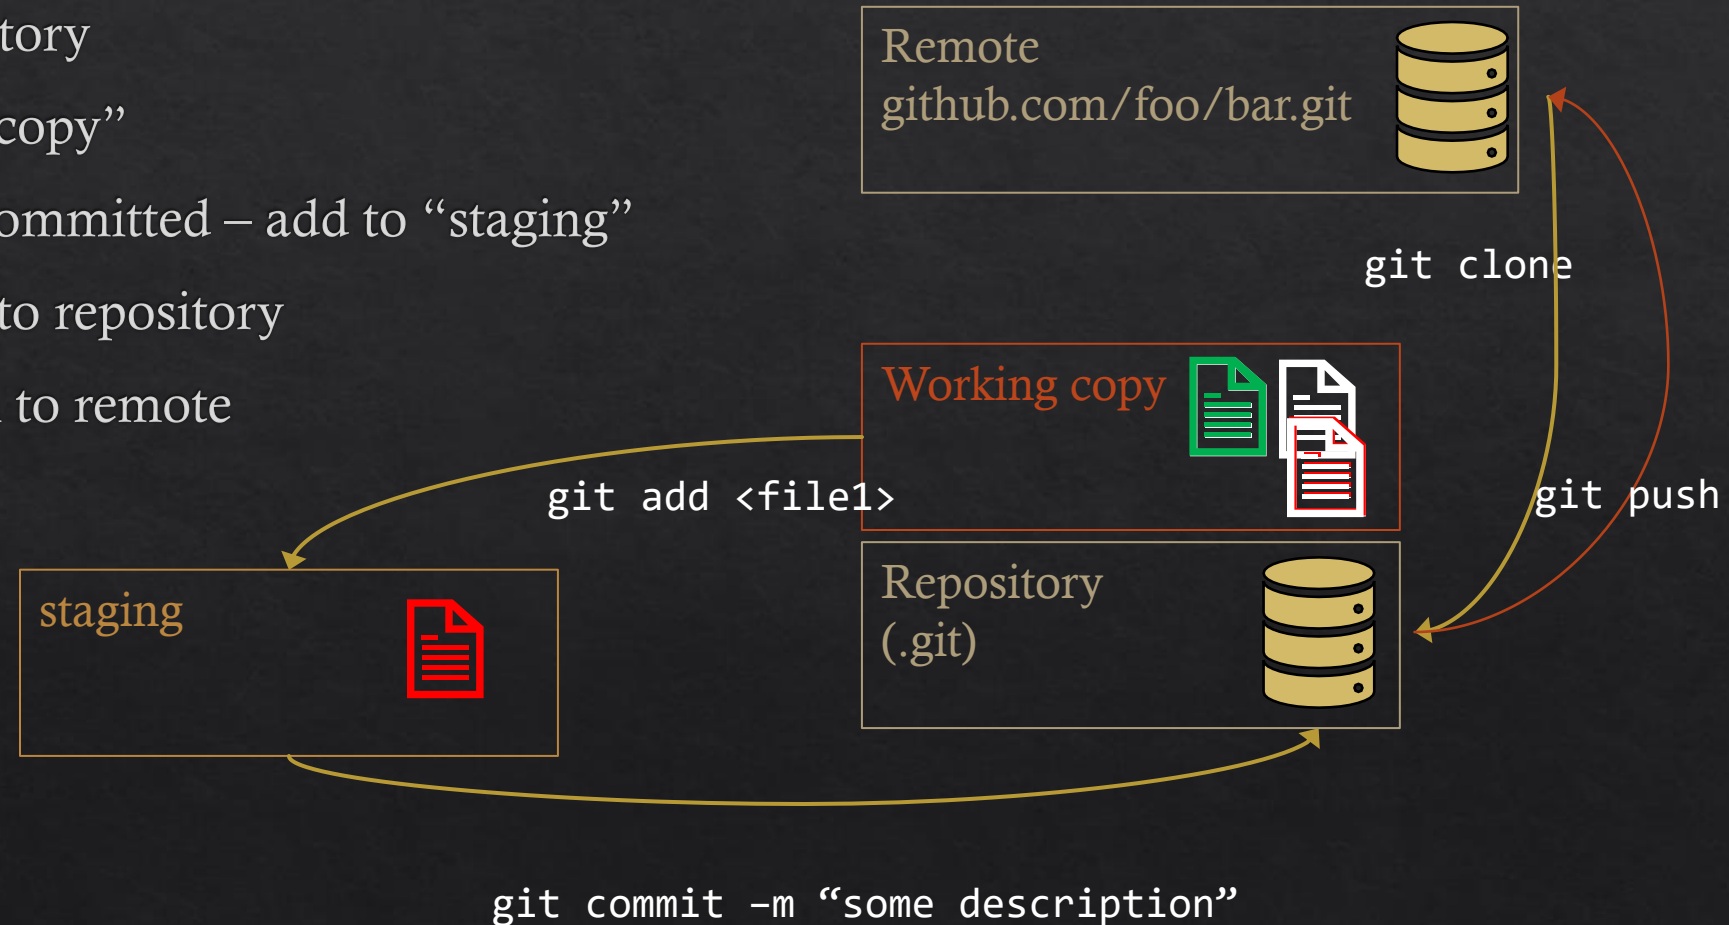 tory
copy”
ommitted – add to “staging”
to repository
to remote
Remote
github.com/foo/bar.git
git clone
Working copy
git add <file1>
git push
staging
Repository
(.git)
git commit –m “some description”